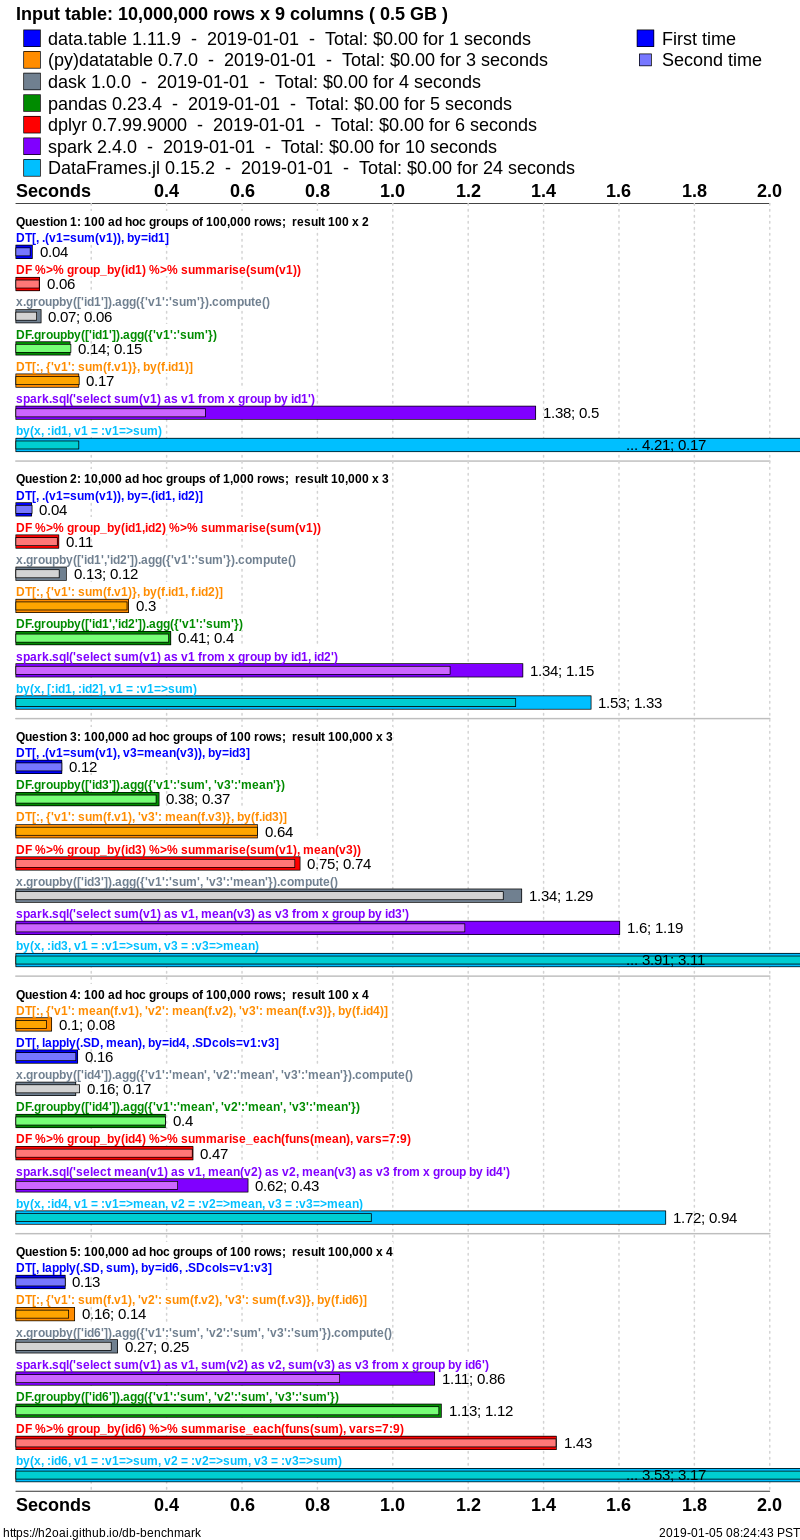 Input table: 10,000,000 rows x 9 columns ( 0.5 GB )
data.table 1.11.9 - 2019-01-01 - Total: $0.00 for 1 seconds
First time
(py)datatable 0.7.0 - 2019-01-01 - Total: $0.00 for 3 seconds
Second time
dask 1.0.0 - 2019-01-01 - Total: $0.00 for 4 seconds
pandas 0.23.4 - 2019-01-01 - Total: $0.00 for 5 seconds
dplyr 0.7.99.9000 - 2019-01-01 - Total: $0.00 for 6 seconds
spark 2.4.0 - 2019-01-01 - Total: $0.00 for 10 seconds
DataFrames.jl 0.15.2 - 2019-01-01 - Total: $0.00 for 24 seconds
Seconds 0.4 0.6 0.8 1.0 1.2 1.4 1.6 1.8 2.0
Question 1: 100 ad hoc groups of 100,000 rows; result 100 x 2
DT[, .(v1=sum(v1)), by=id1]
0.04
DF %>% group_by(id1) %>% summarise(sum(v1))
0.06
x.groupby(['id1']).agg({'v1':'sum'}).compute()
0.07; 0.06
DF.groupby(['id1']).agg({'v1':'sum'})
0.14; 0.15
DT[:, {'v1': sum(f.v1)}, by(f.id1)]
0.17
spark.sql('select sum(v1) as v1 from x group by id1')
1.38; 0.5
by(x, :id1, v1 = :v1=>sum)
... 4.21; 0.17
Question 2: 10,000 ad hoc groups of 1,000 rows; result 10,000 x 3
DT[, .(v1=sum(v1)), by=.(id1, id2)]
0.04
DF %>% group_by(id1,id2) %>% summarise(sum(v1))
0.11
x.groupby(['id1','id2']).agg({'v1':'sum'}).compute()
0.13; 0.12
DT[:, {'v1': sum(f.v1)}, by(f.id1, f.id2)]
0.3
DF.groupby(['id1','id2']).agg({'v1':'sum'})
0.41; 0.4
spark.sql('select sum(v1) as v1 from x group by id1, id2')
1.34; 1.15
by(x, [:id1, :id2], v1 = :v1=>sum)
1.53; 1.33
Question 3: 100,000 ad hoc groups of 100 rows; result 100,000 x 3
DT[, .(v1=sum(v1), v3=mean(v3)), by=id3]
0.12
DF.groupby(['id3']).agg({'v1':'sum', 'v3':'mean'})
0.38; 0.37
DT[:, {'v1': sum(f.v1), 'v3': mean(f.v3)}, by(f.id3)]
0.64
DF %>% group_by(id3) %>% summarise(sum(v1), mean(v3))
0.75; 0.74
x.groupby(['id3']).agg({'v1':'sum', 'v3':'mean'}).compute()
1.34; 1.29
spark.sql('select sum(v1) as v1, mean(v3) as v3 from x group by id3')
1.6; 1.19
by(x, :id3, v1 = :v1=>sum, v3 = :v3=>mean)
... 3.91; 3.11
Question 4: 100 ad hoc groups of 100,000 rows; result 100 x 4
DT[:, {'v1': mean(f.v1), 'v2': mean(f.v2), 'v3': mean(f.v3)}, by(f.id4)]
0.1; 0.08
DT[, lapply(.SD, mean), by=id4, .SDcols=v1:v3]
0.16
x.groupby(['id4']).agg({'v1':'mean', 'v2':'mean', 'v3':'mean'}).compute()
0.16; 0.17
DF.groupby(['id4']).agg({'v1':'mean', 'v2':'mean', 'v3':'mean'})
0.4
DF %>% group_by(id4) %>% summarise_each(funs(mean), vars=7:9)
0.47
spark.sql('select mean(v1) as v1, mean(v2) as v2, mean(v3) as v3 from x group by id4')
0.62; 0.43
by(x, :id4, v1 = :v1=>mean, v2 = :v2=>mean, v3 = :v3=>mean)
1.72; 0.94
Question 5: 100,000 ad hoc groups of 100 rows; result 100,000 x 4
DT[, lapply(.SD, sum), by=id6, .SDcols=v1:v3]
0.13
DT[:, {'v1': sum(f.v1), 'v2': sum(f.v2), 'v3': sum(f.v3)}, by(f.id6)]
0.16; 0.14
x.groupby(['id6']).agg({'v1':'sum', 'v2':'sum', 'v3':'sum'}).compute()
0.27; 0.25
spark.sql('select sum(v1) as v1, sum(v2) as v2, sum(v3) as v3 from x group by id6')
1.11; 0.86
DF.groupby(['id6']).agg({'v1':'sum', 'v2':'sum', 'v3':'sum'})
1.13; 1.12
DF %>% group_by(id6) %>% summarise_each(funs(sum), vars=7:9)
1.43
by(x, :id6, v1 = :v1=>sum, v2 = :v2=>sum, v3 = :v3=>sum)
... 3.53; 3.17
Seconds 0.4 0.6 0.8 1.0 1.2 1.4 1.6 1.8 2.0
https://h2oai.github.io/db-benchmark
2019-01-05 08:24:43 PST